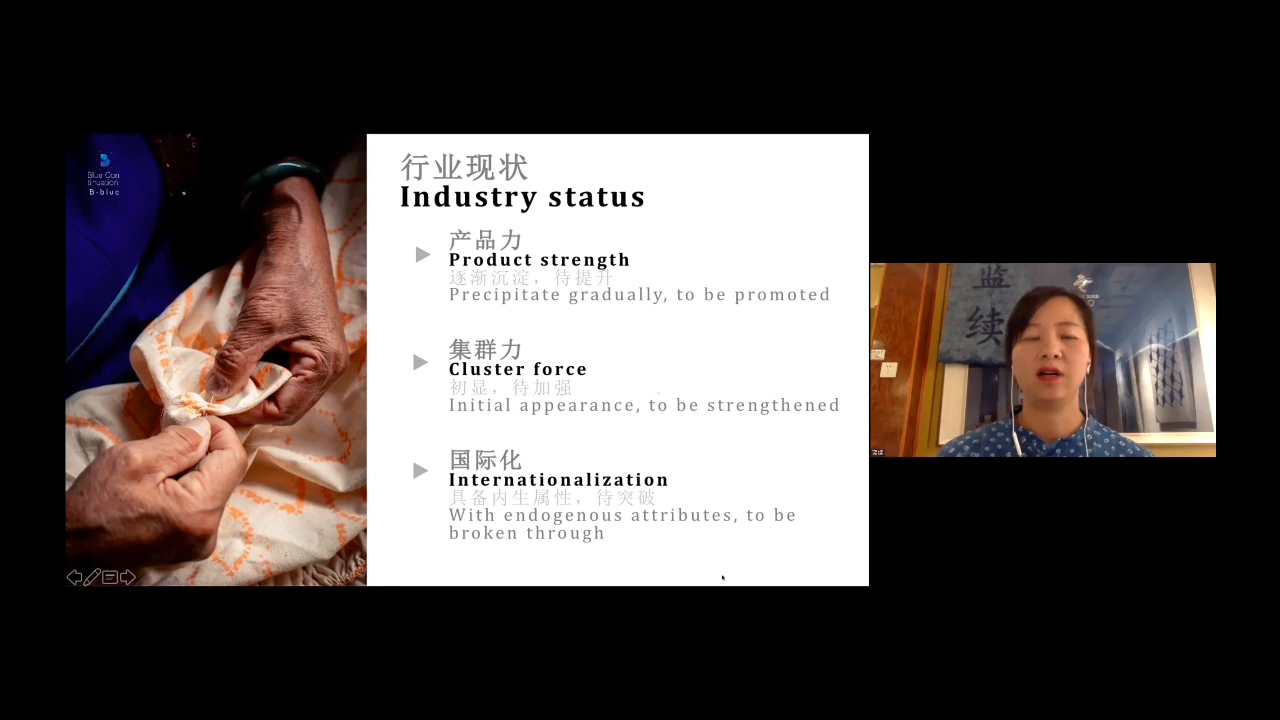 Blue Con
tinuation
B-blue
行业现状
Industry status
产品力
Product strength
逐渐沉淀，待提升
Precipitate gradually, to be promoted
集群力
Cluster force
初显，待加强
Initial appearance, to be strengthened
国际化
Internationalization
具备内生属性，待突破
With endogenous attributes, to be
broken through
蓝续